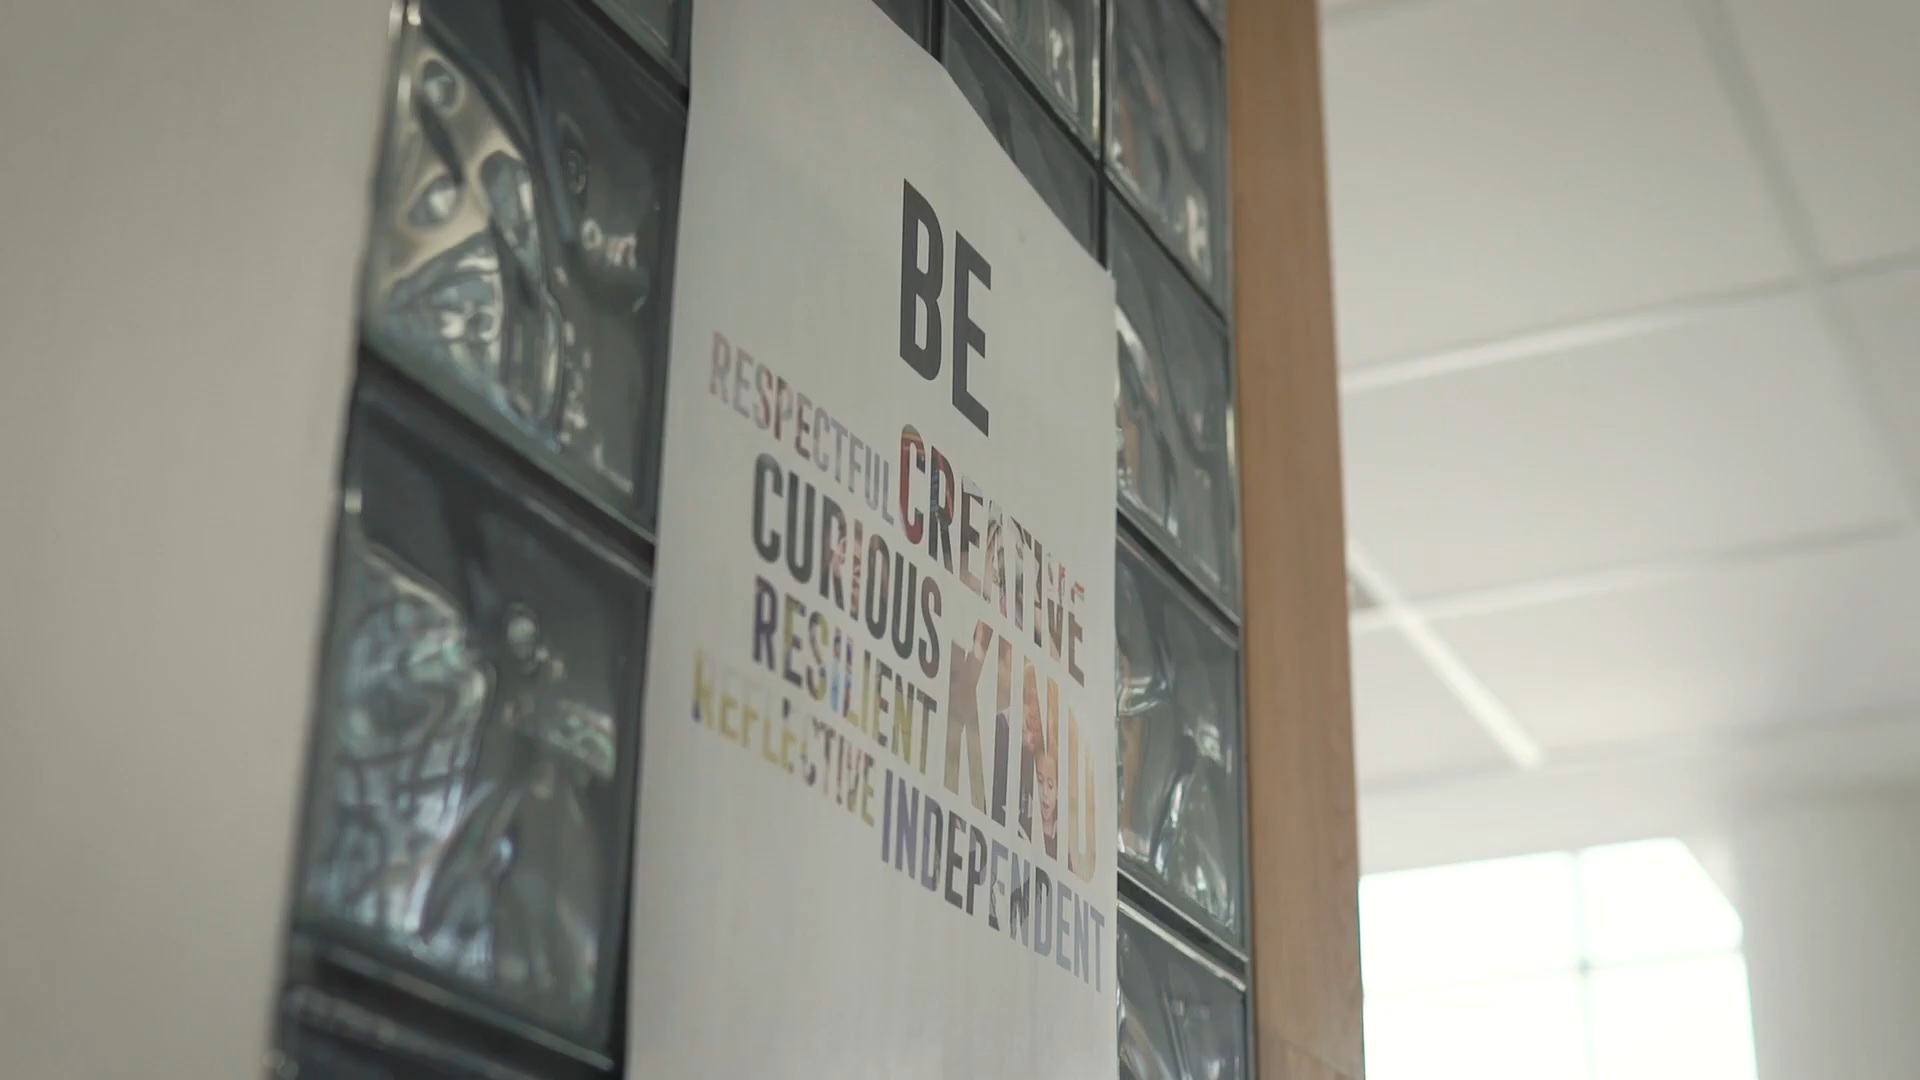 BE
RESPECTFUL CREATIVE
CURIOUS KIND
RESILIENT
REFLECTIVE INDEPENDENT